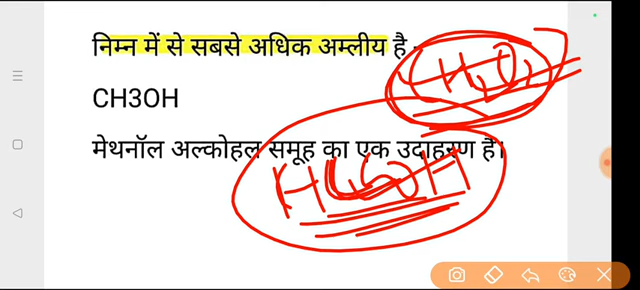 निम्न में से सबसे अधिक अम्लीय है -
CH3OH
मेथनॉल अल्कोहल समूह का एक उदाहरण है।